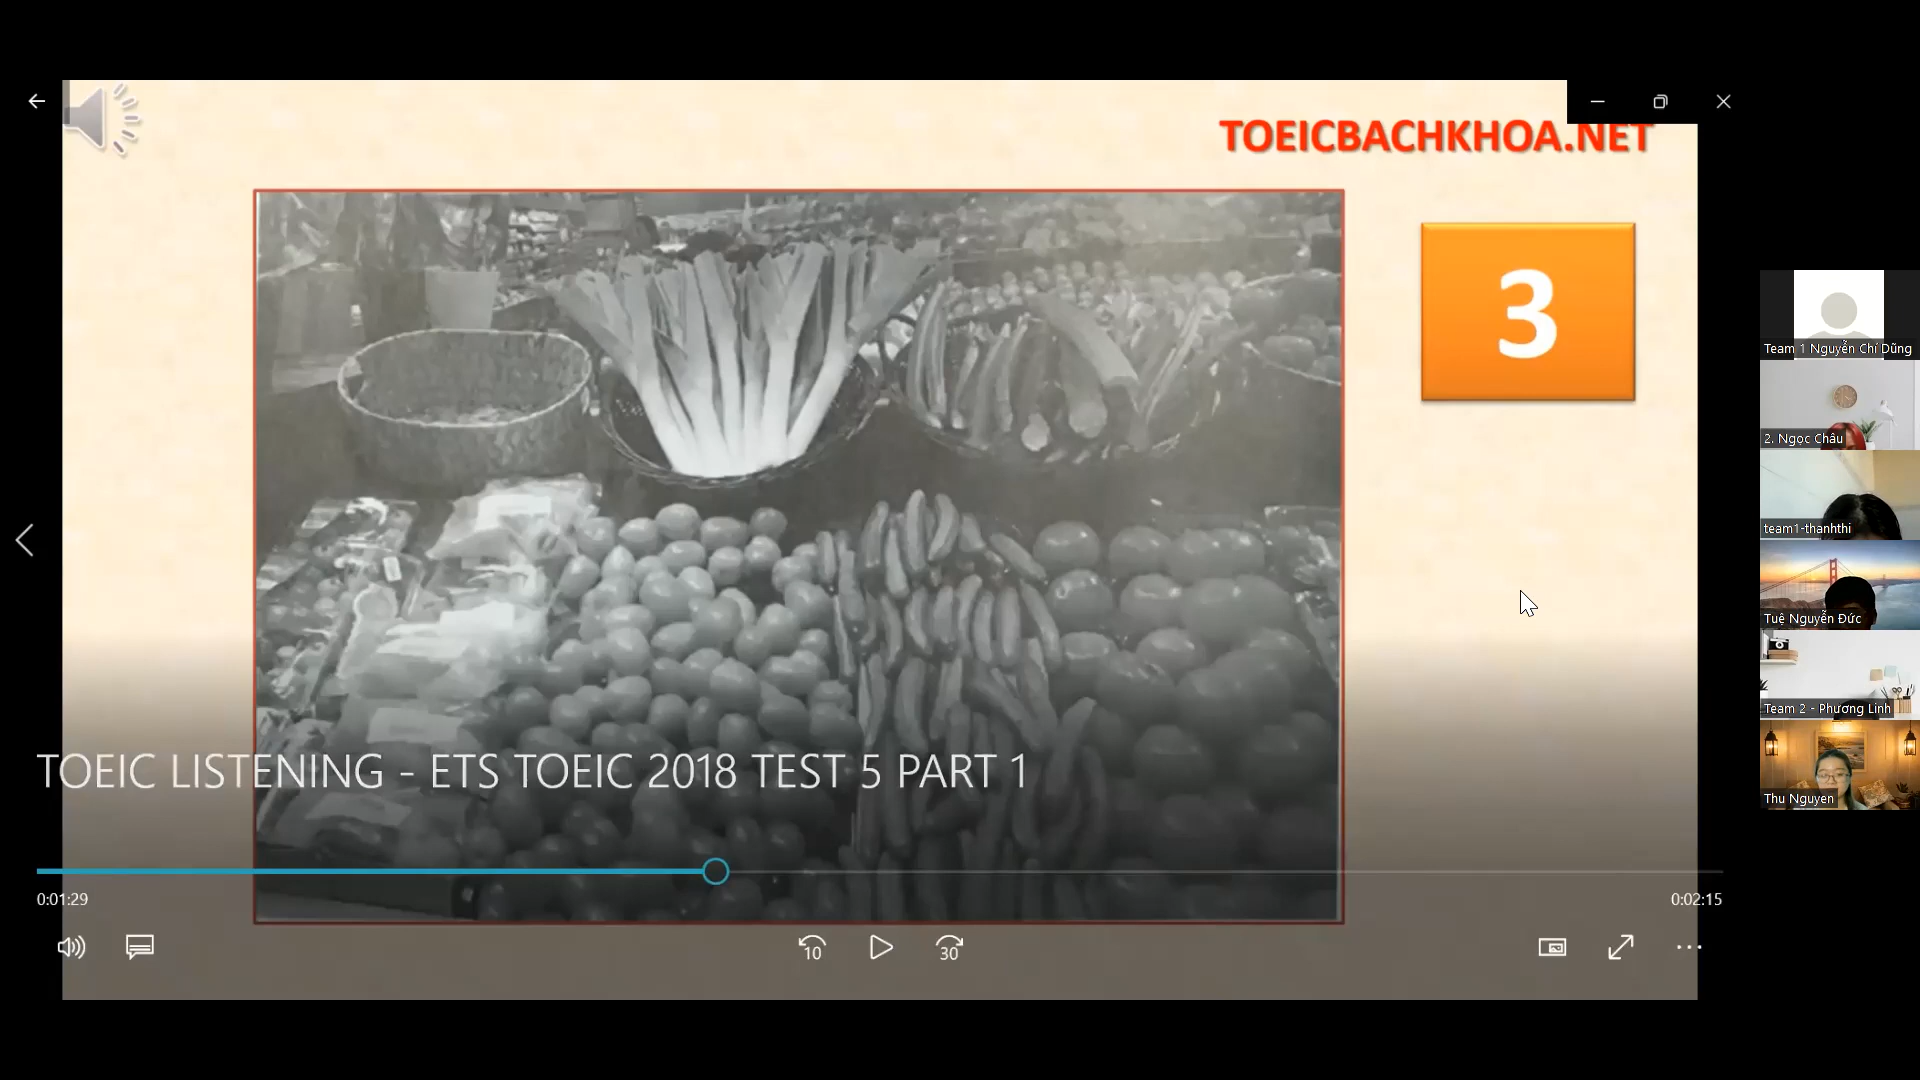 TOEICBACHKHOA.NET
3
TOEIC LISTENING - ETS TOEIC 2018 TEST 5 PART 1
0:01:29
0:02:15
10
30
Team 1 Nguyễn Chí Dũng
2. Ngọc Châu
team1-thanhthi
Tuệ Nguyễn Đức
Team 2 - Phương Linh
Thu Nguyen